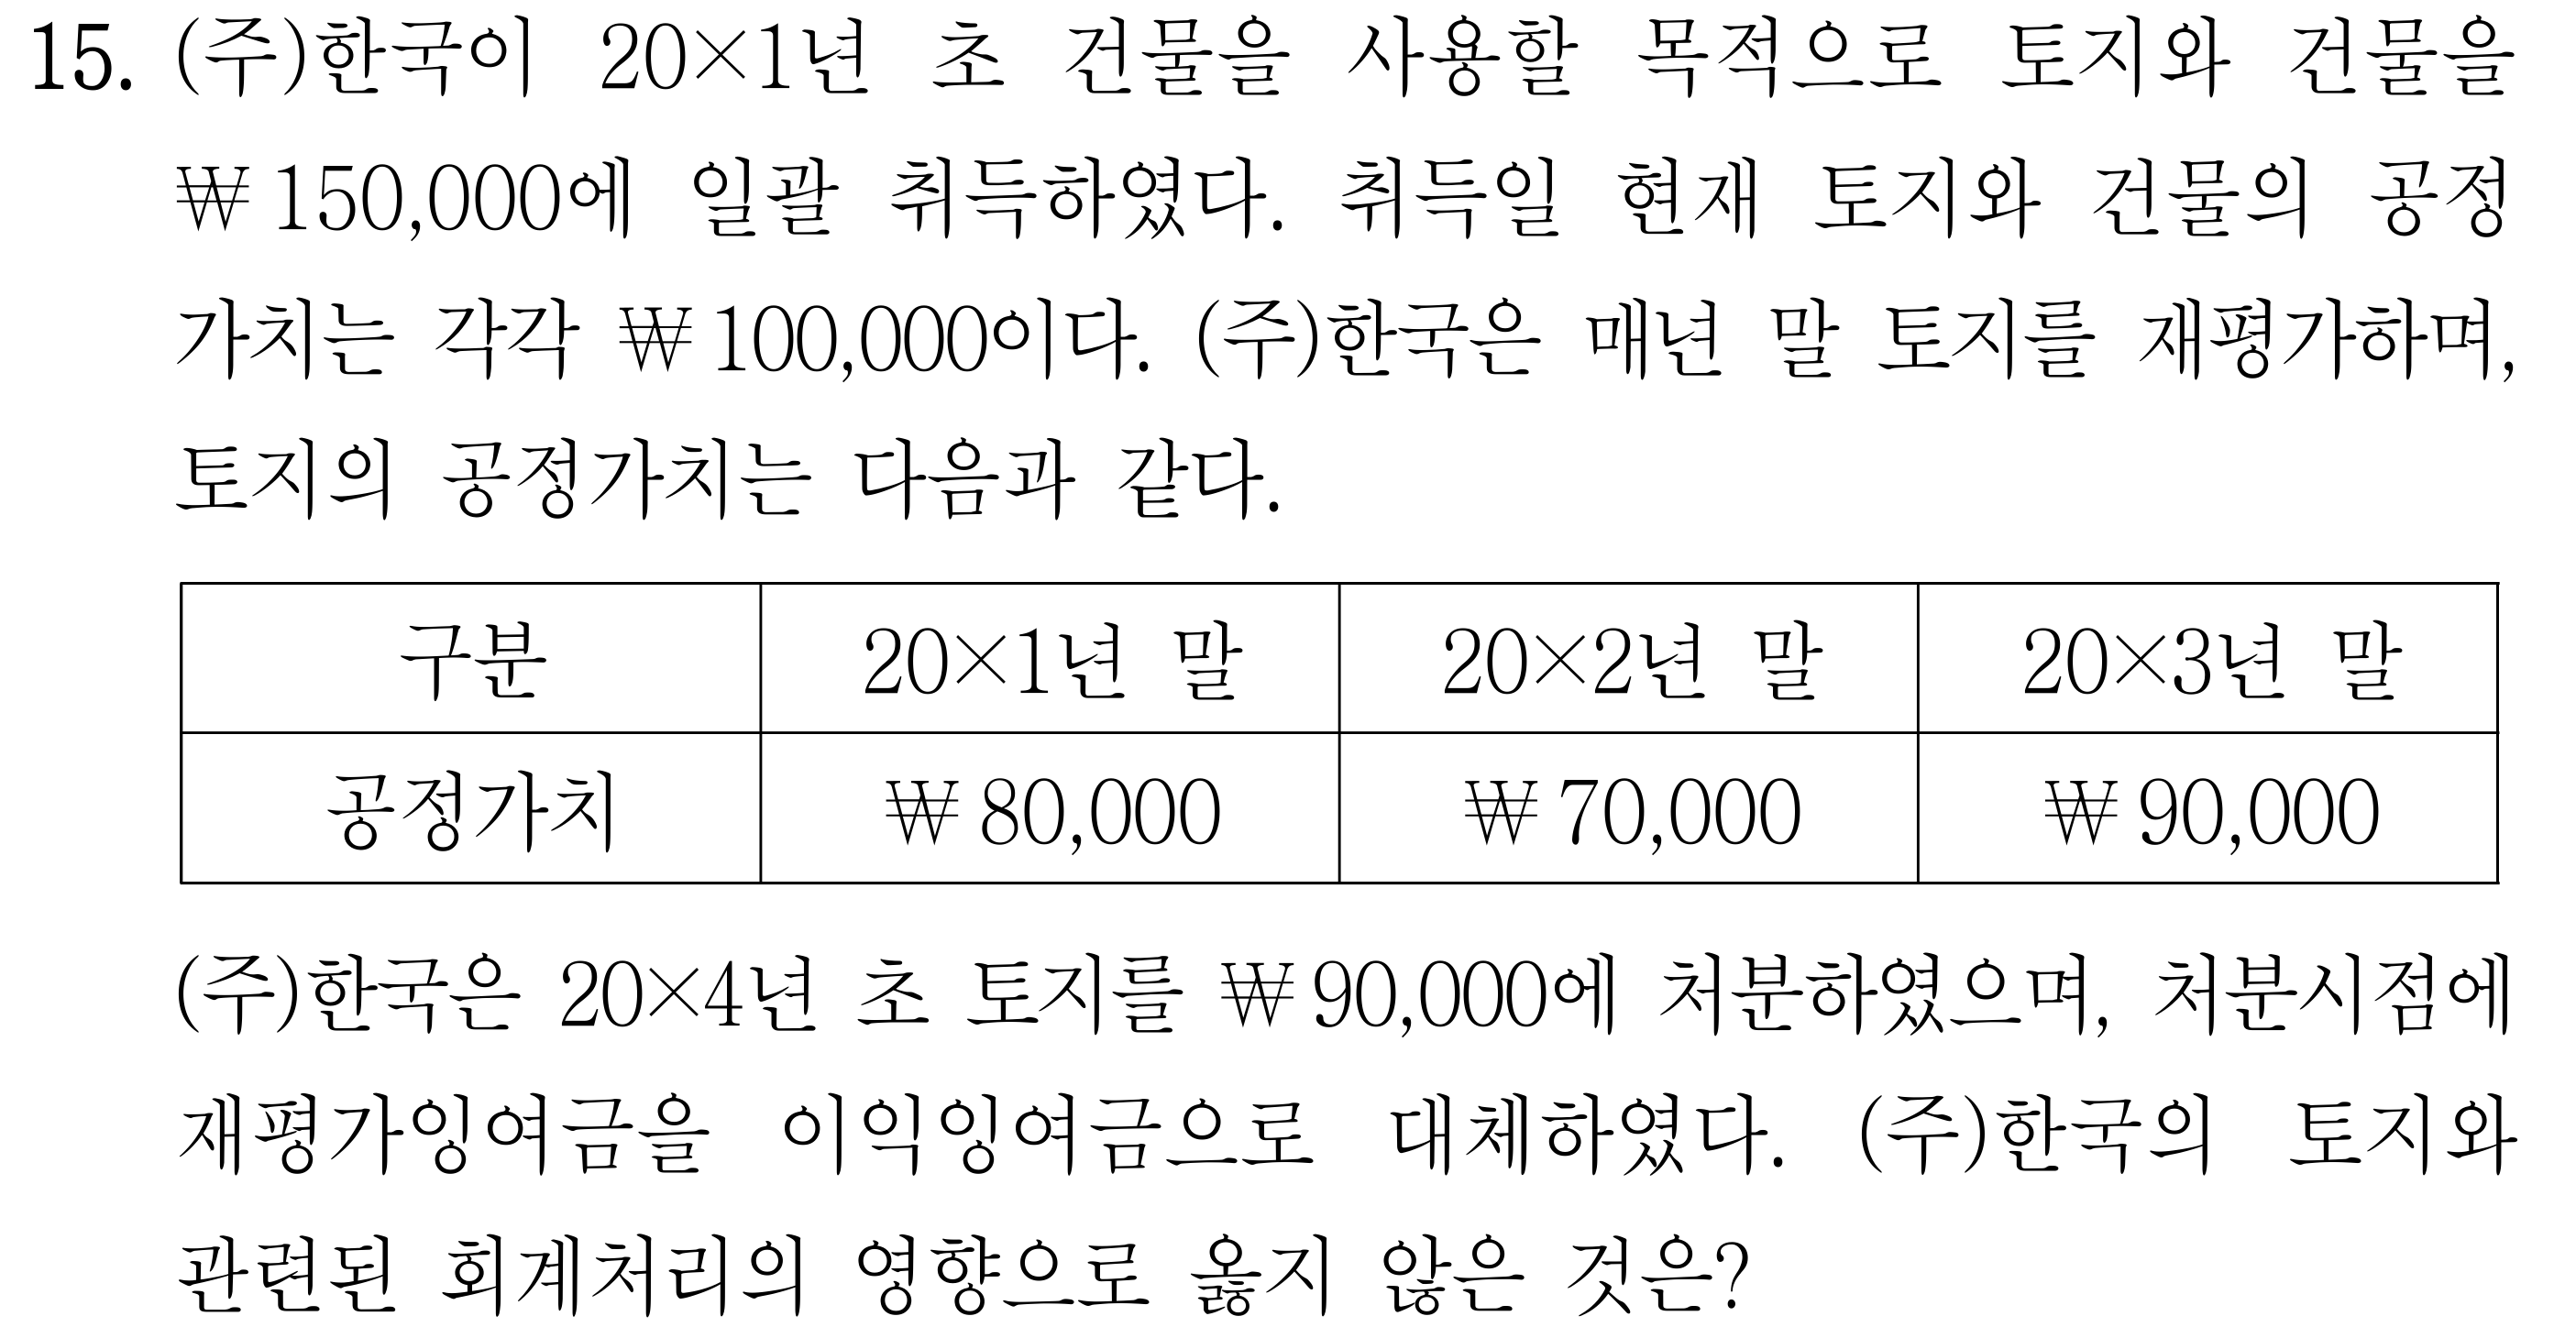 15. (주)한국이 20×1년 초 건물을 사용할 목적으로 토지와 건물을
₩150,000에 일괄 취득하였다. 취득일 현재 토지와 건물의 공정
가치는 각각 ₩100,000이다. (주)한국은 매년 말 토지를 재평가하며,
토지의 공정가치는 다음과 같다.
구분 20×1년 말 20×2년 말 20×3년 말
공정가치 ₩80,000 ₩70,000 ₩90,000
(주)한국은 20×4년 초 토지를 ₩90,000에 처분하였으며, 처분시점에
재평가잉여금을 이익잉여금으로 대체하였다. (주)한국의 토지와
관련된 회계처리의 영향으로 옳지 않은 것은?